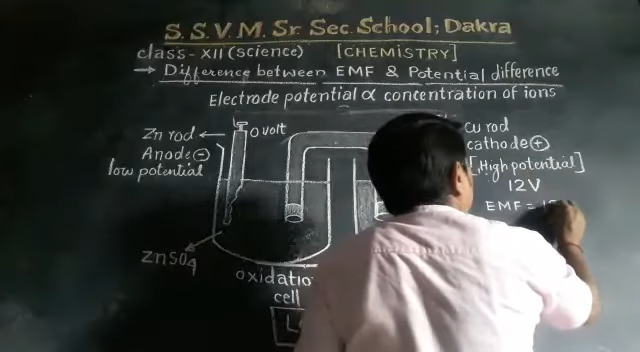 S. S. V. M. Sr. Sec. School; Dakra
class-XII (science) [CHEMISTRY]
→ Difference between EMF & Potential difference
Electrode potential α concentration of ions
Zn rod ← 0 volt
Anode ⊖
low potential
cu rod
cathode ⊕
[High potential]
12V
EMF =
ZnSO4
oxidatio
cell
L